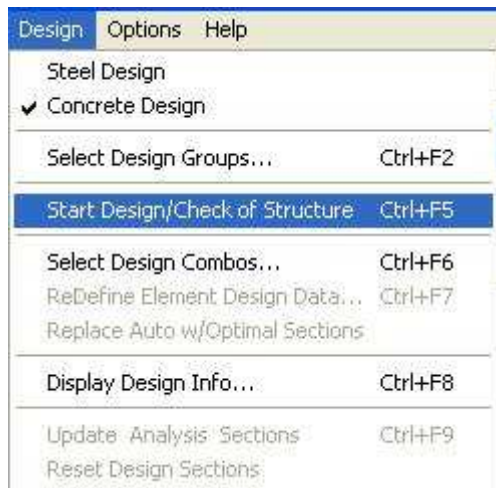 Design Options Help
Steel Design
Concrete Design
Select Design Groups... Ctrl+F2
Start Design/Check of Structure Ctrl+F5
Select Design Combos... Ctrl+F6
ReDefine Element Design Data... Ctrl+F7
Replace Auto w/Optimal Sections
Display Design Info... Ctrl+F8
Update Analysis Sections Ctrl+F9
Reset Design Sections